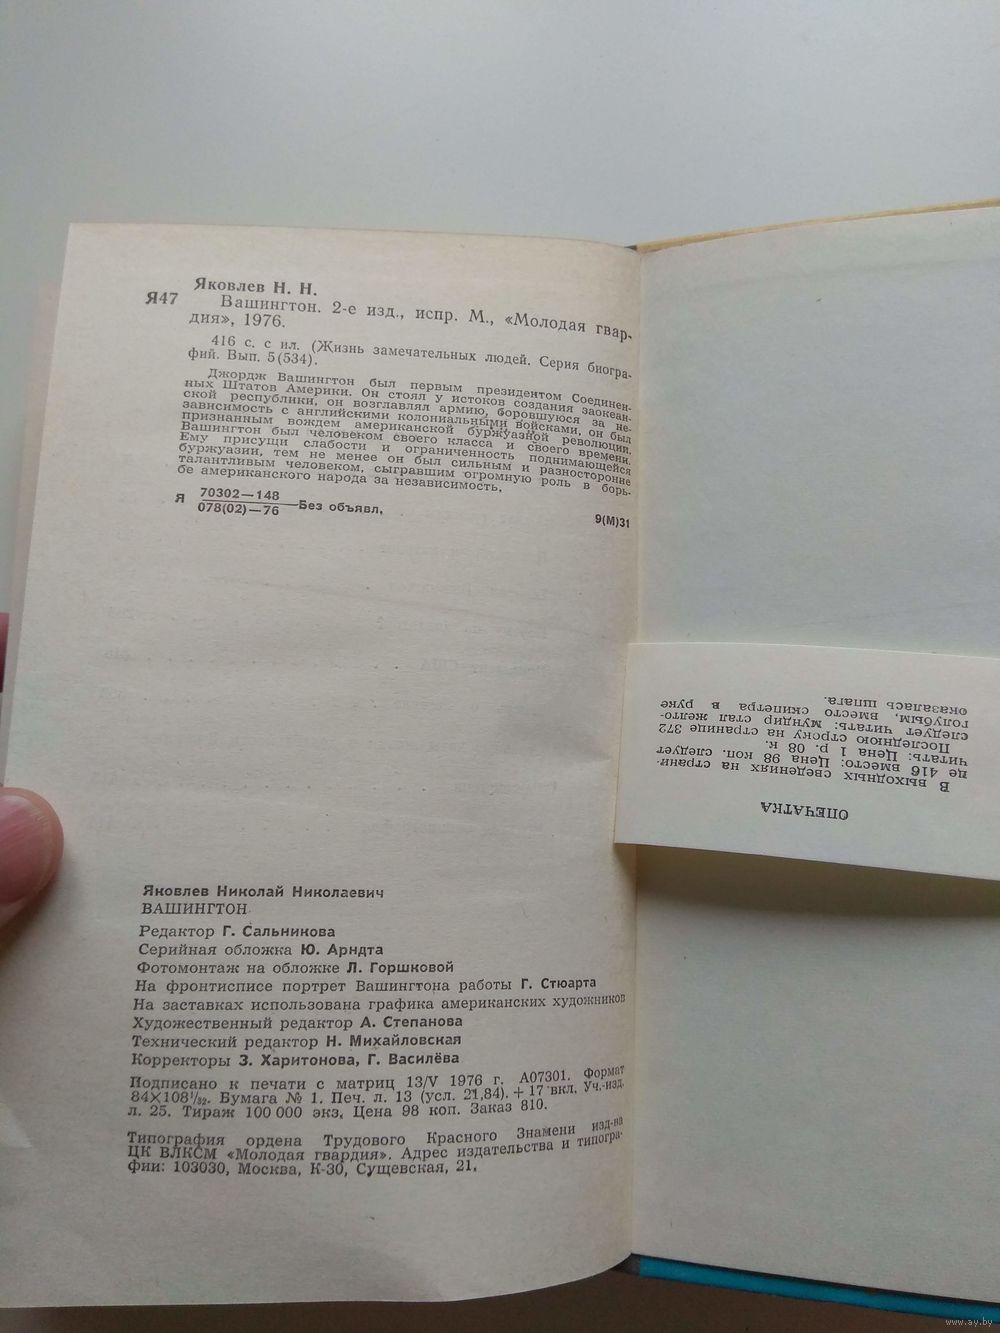 Яковлев Н. Н.
Я47
Вашингтон. 2-е изд., испр. М., «Молодая гвар-
дия», 1976.
416 с. с ил. (Жизнь замечательных людей. Серия биогра-
фий. Вып. 5(534).
Джордж Вашингтон был первым президентом Соединен-
ных Штатов Америки. Он стоял у истоков создания заокеан-
ской республики, он возглавлял армию, боровшуюся за не-
зависимость с английскими колониальными войсками, он был
признанным вождем американской буржуазной революции.
Вашингтон был человеком своего класса и своего времени.
Ему присущи слабости и ограниченность поднимающейся
буржуазии, тем не менее он был сильным и разносторонне
талантливым человеком, сыгравшим огромную роль в борь-
бе американского народа за независимость.
Я 70302—148
078(02)—76 —Без объявл.
9(М)31
Яковлев Николай Николаевич
ВАШИНГТОН
Редактор Г. Сальникова
Серийная обложка Ю. Арндта
Фотомонтаж на обложке Л. Горшковой
На фронтисписе портрет Вашингтона работы Г. Стюарта
На заставках использована графика американских художников
Художественный редактор А. Степанова
Технический редактор Н. Михайловская
Корректоры З. Харитонова, Г. Василёва
Подписано к печати с матриц 13/V 1976 г. А07301. Формат
84×108¹/₃₂. Бумага № 1. Печ. л. 13 (усл. 21,84). + 17 вкл. Уч.-изд.
л. 25. Тираж 100 000 экз. Цена 98 коп. Заказ 810.
Типография ордена Трудового Красного Знамени изд-ва
ЦК ВЛКСМ «Молодая гвардия». Адрес издательства и типогра-
фии: 103030, Москва, К-30, Сущевская, 21.
ОПЕЧАТКА
В выходных сведениях на страни-
це 416 вместо: Цена 98 коп. следует
читать: Цена 1 р. 08 к.
Последнюю строку на странице 372
следует читать: мундир стал желто-
голубым, вместо скипетра в руке
оказалась шпага.
www.ay.by